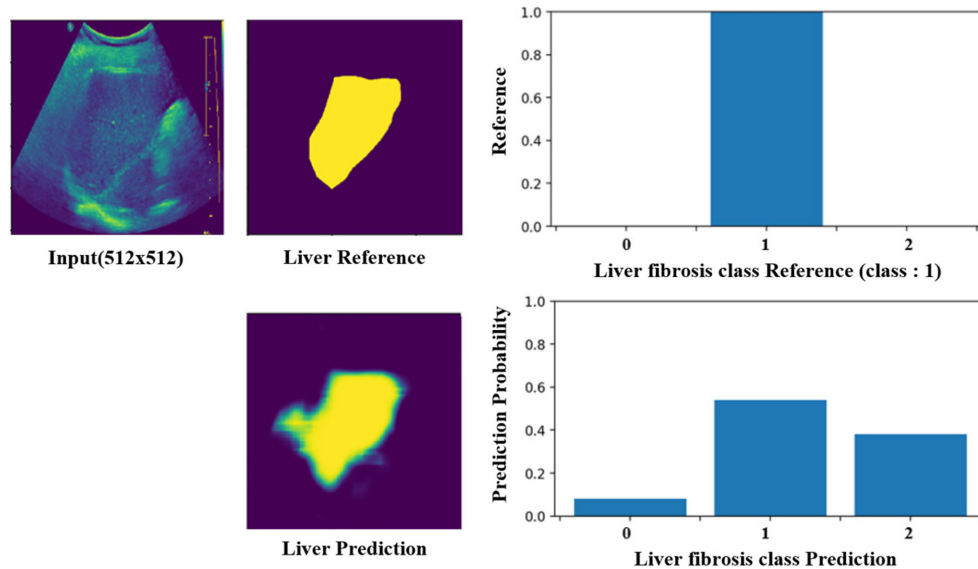 Input(512x512)
Liver Reference
Reference
1.0
0.8
0.6
0.4
0.2
0.0
0
1
2
Liver fibrosis class Reference (class : 1)
Liver Prediction
Prediction Probability
1.0
0.8
0.6
0.4
0.2
0.0
0
1
2
Liver fibrosis class Prediction